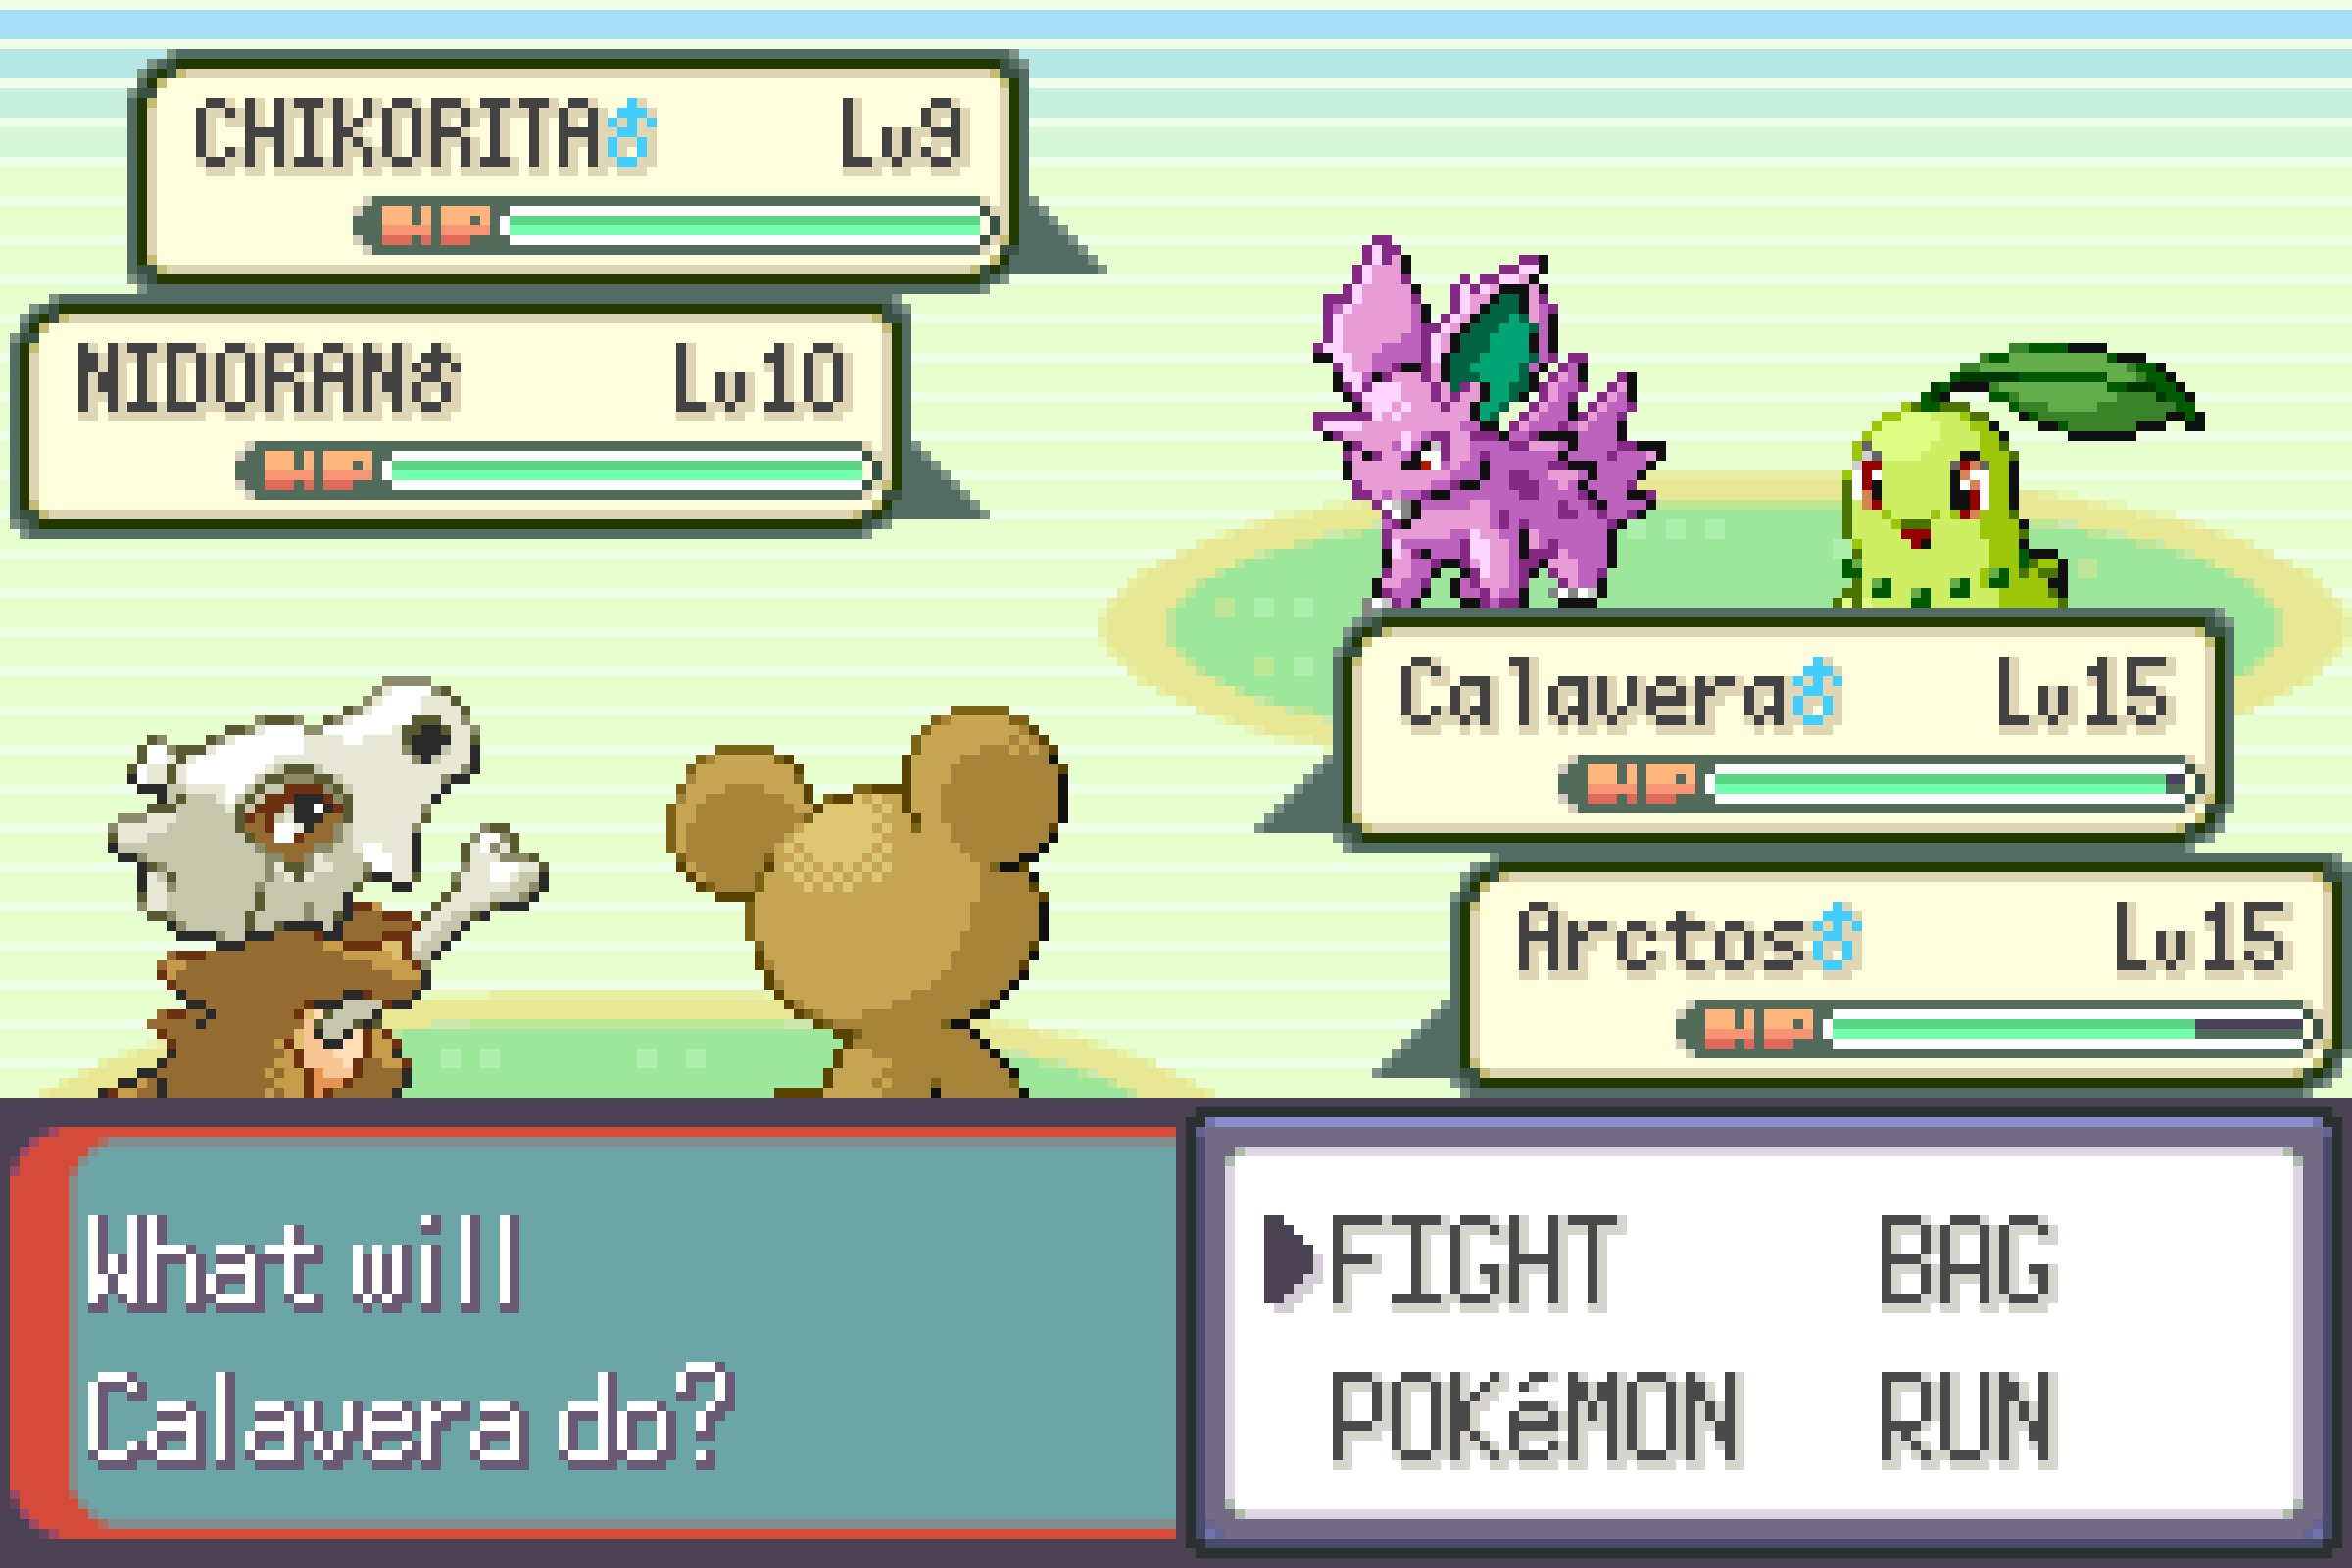 CHIKORITA♂ Lv9
HP
NIDORAN♂ Lv10
HP
Calavera♂ Lv15
HP
Arctos♂ Lv15
HP
What will
Calavera do?
FIGHT BAG
POKéMON RUN